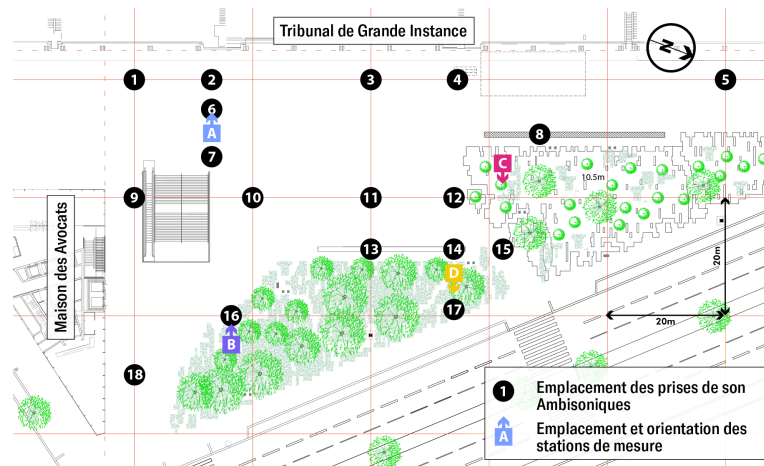 Tribunal de Grande Instance
N
1
2
3
4
5
6
A
7
8
C
10.5m
9
10
11
12
Maison des Avocats
13
14
15
20m
D
16
17
B
20m
18
1 Emplacement des prises de son
Ambisoniques
A Emplacement et orientation des
stations de mesure